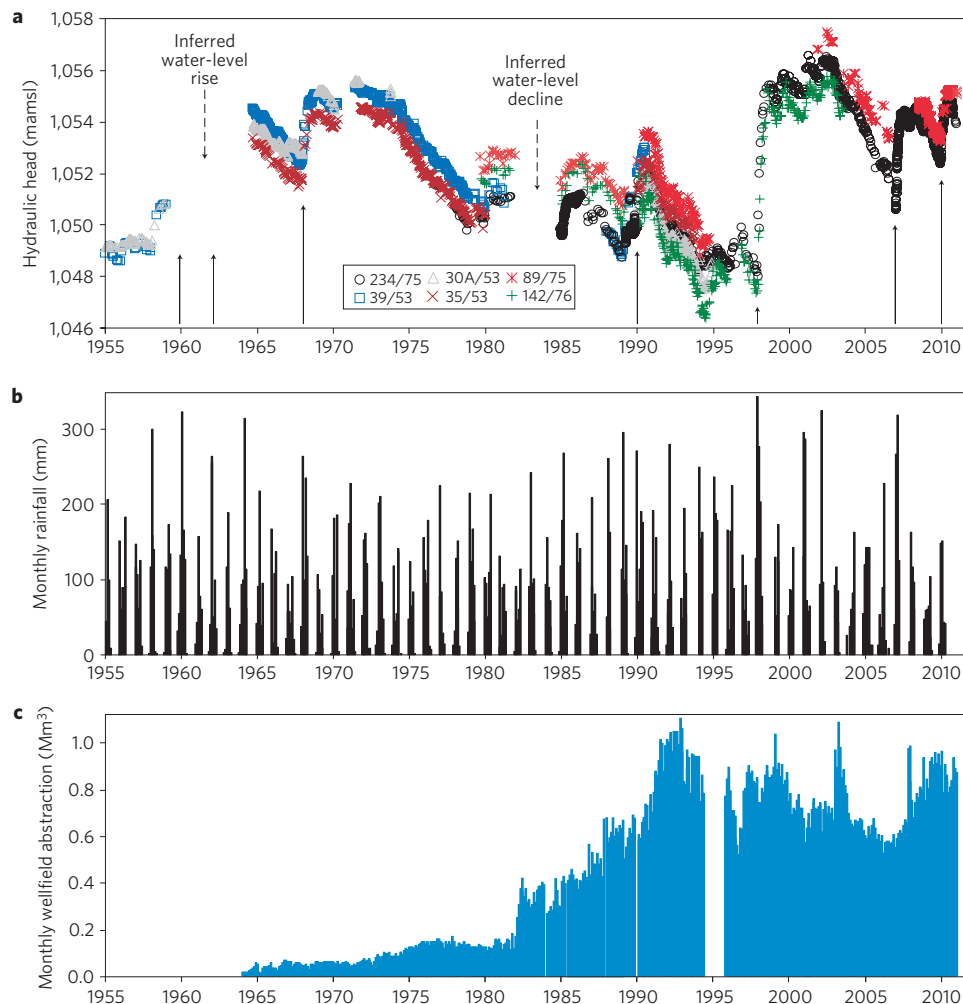 a
Hydraulic head (mamsl)
1,058
1,056
1,054
1,052
1,050
1,048
1,046
Inferred
water-level
rise
Inferred
water-level
decline
234/75 30A/53 89/75
39/53 35/53 142/76
1955 1960 1965 1970 1975 1980 1985 1990 1995 2000 2005 2010
b
Monthly rainfall (mm)
300
200
100
0
1955 1960 1965 1970 1975 1980 1985 1990 1995 2000 2005 2010
c
Monthly wellfield abstraction (Mm³)
1.0
0.8
0.6
0.4
0.2
0.0
1955 1960 1965 1970 1975 1980 1985 1990 1995 2000 2005 2010